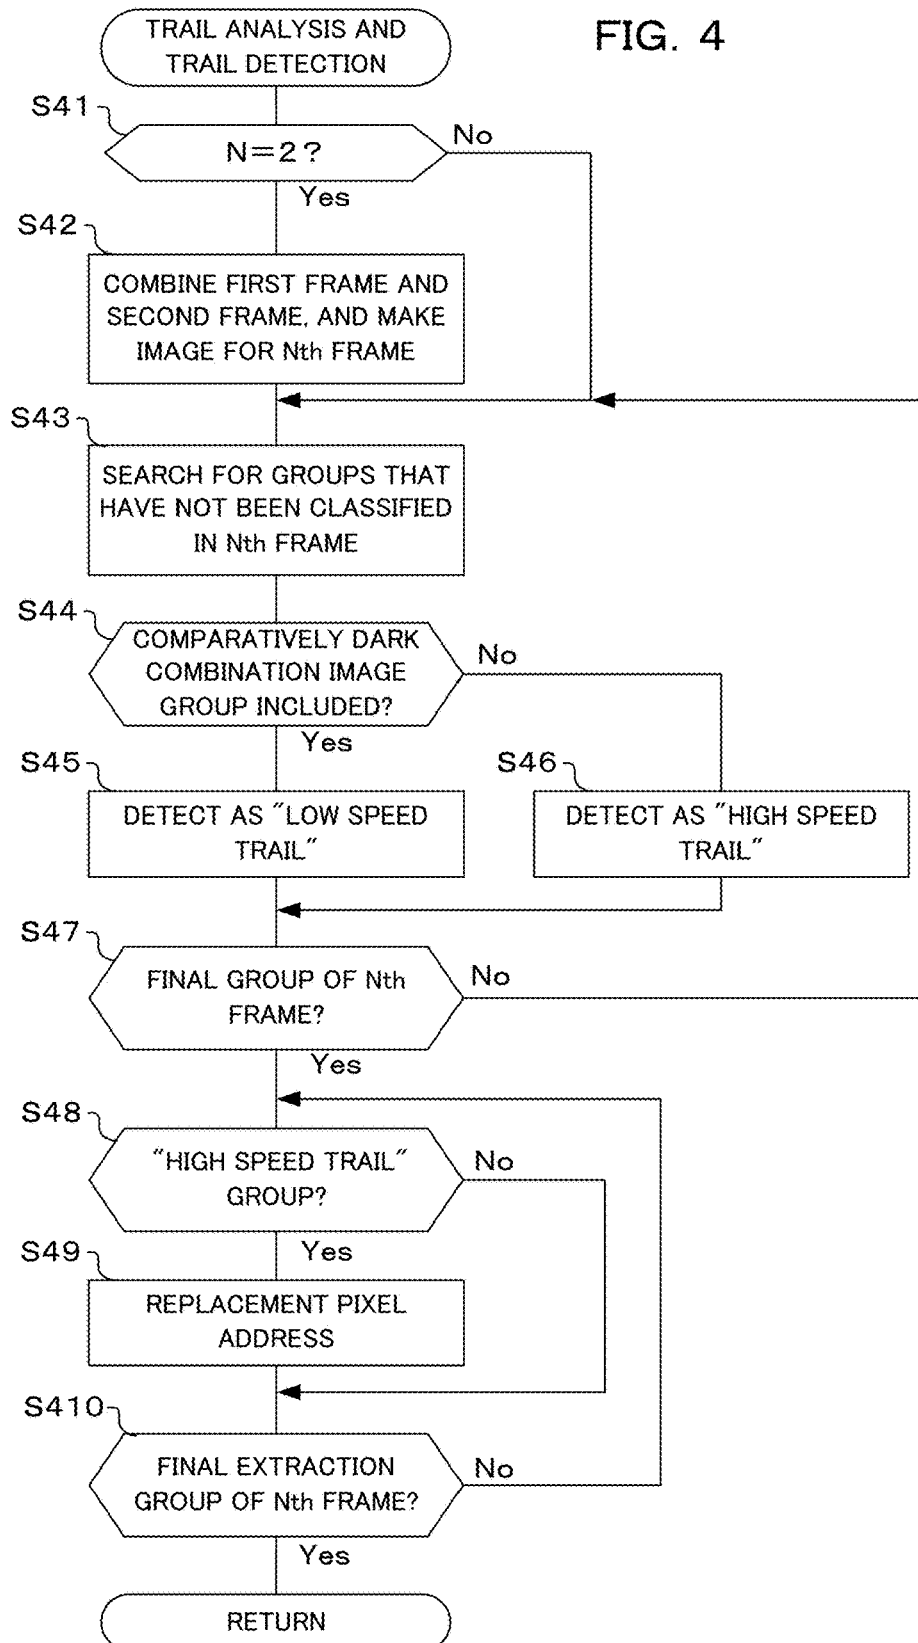 FIG. 4
TRAIL ANALYSIS AND
TRAIL DETECTION
S41
N=2?
No
Yes
S42
COMBINE FIRST FRAME AND
SECOND FRAME, AND MAKE
IMAGE FOR Nth FRAME
S43
SEARCH FOR GROUPS THAT
HAVE NOT BEEN CLASSIFIED
IN Nth FRAME
S44
COMPARATIVELY DARK
COMBINATION IMAGE
GROUP INCLUDED?
No
Yes
S45
DETECT AS "LOW SPEED
TRAIL"
S46
DETECT AS "HIGH SPEED
TRAIL"
S47
FINAL GROUP OF Nth
FRAME?
No
Yes
S48
"HIGH SPEED TRAIL"
GROUP?
No
Yes
S49
REPLACEMENT PIXEL
ADDRESS
S410
FINAL EXTRACTION
GROUP OF Nth FRAME?
No
Yes
RETURN